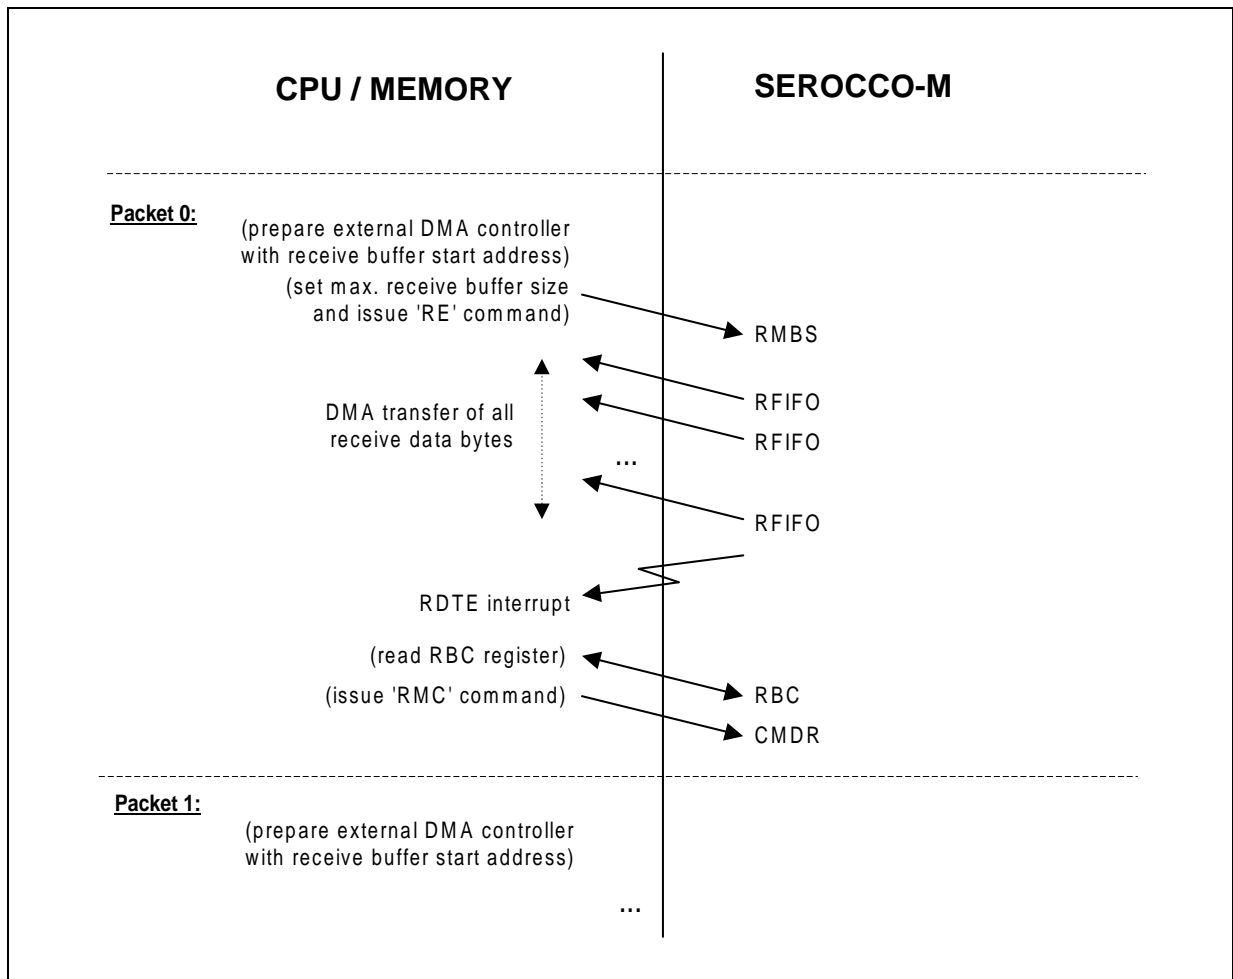 CPU / MEMORY
SEROCCO-M
Packet 0:
(prepare external DMA controller
with receive buffer start address)
(set max. receive buffer size
and issue 'RE' command)
RMBS
RFIFO
DMA transfer of all
receive data bytes
RFIFO
...
RFIFO
RDTE interrupt
(read RBC register)
(issue 'RMC' command)
RBC
CMDR
Packet 1:
(prepare external DMA controller
with receive buffer start address)
...